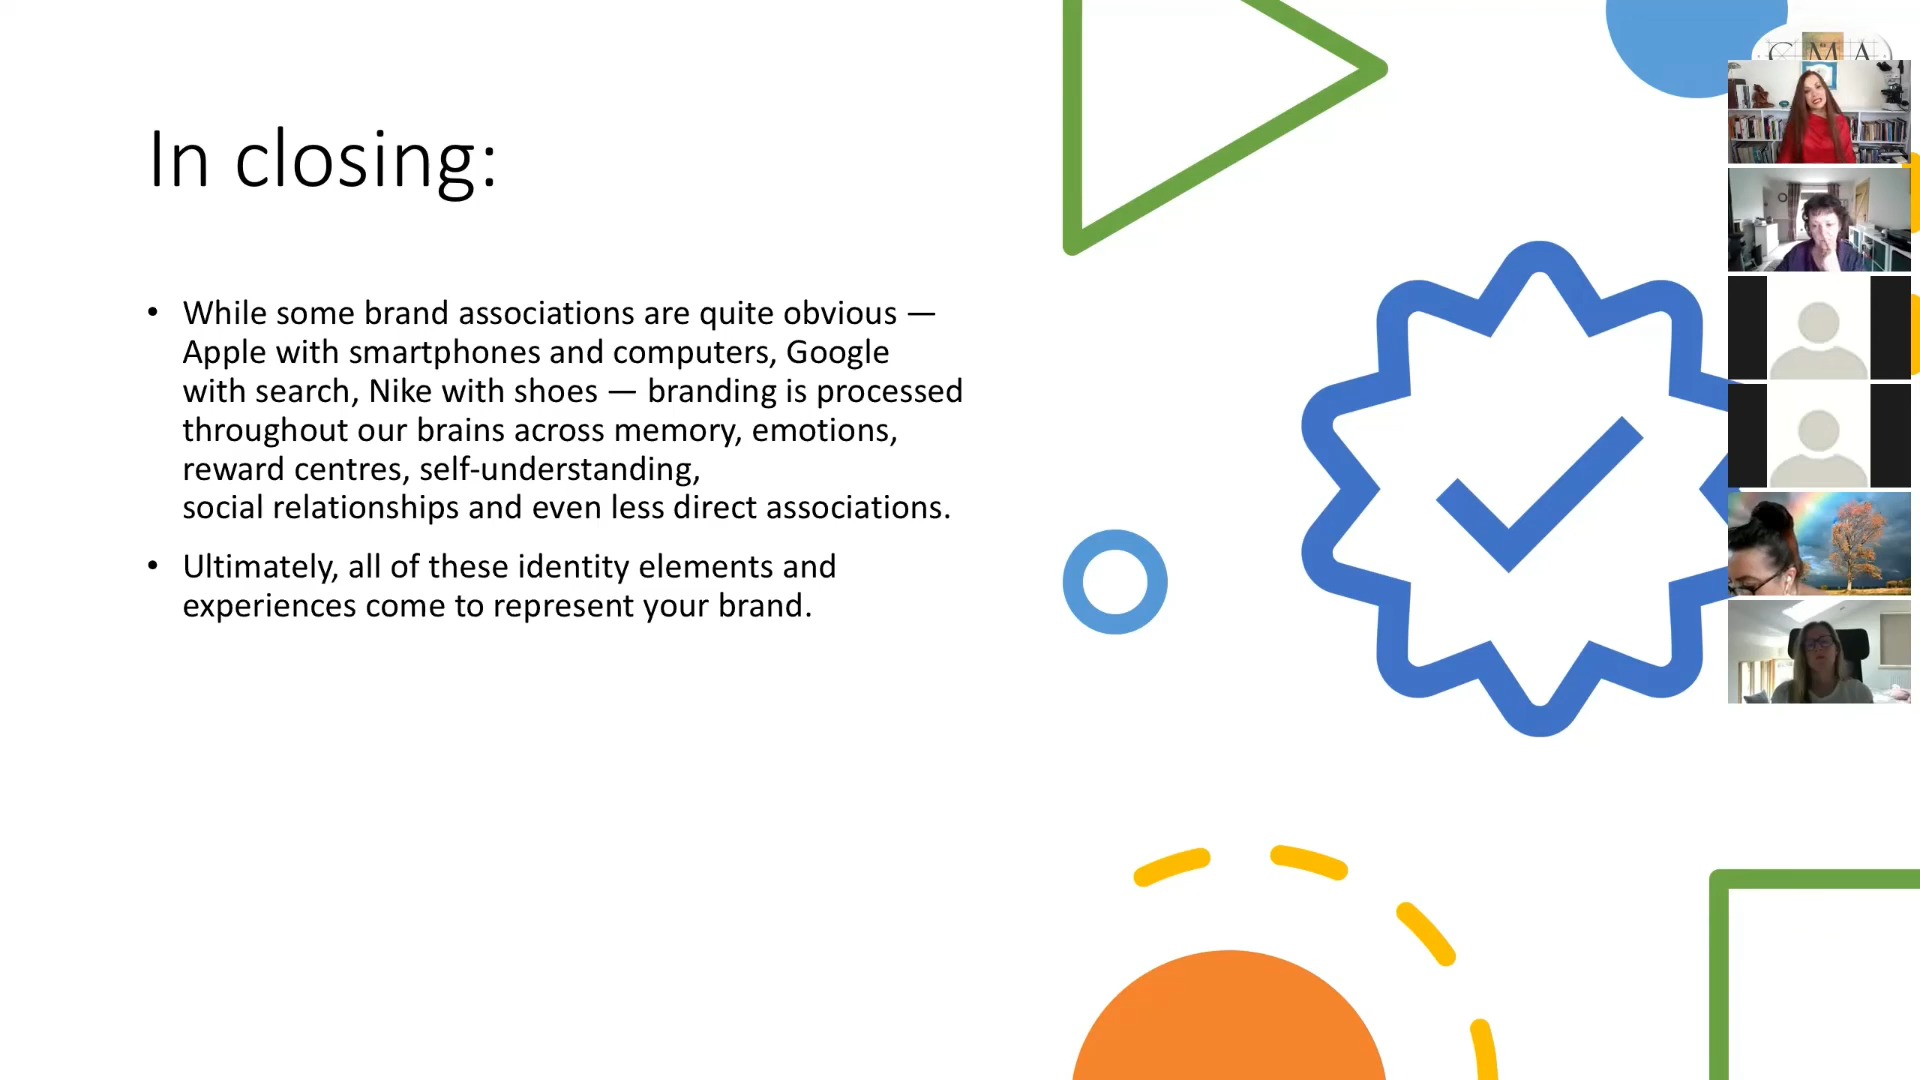 CMA
In closing:
• While some brand associations are quite obvious —
Apple with smartphones and computers, Google
with search, Nike with shoes — branding is processed
throughout our brains across memory, emotions,
reward centres, self-understanding,
social relationships and even less direct associations.
• Ultimately, all of these identity elements and
experiences come to represent your brand.